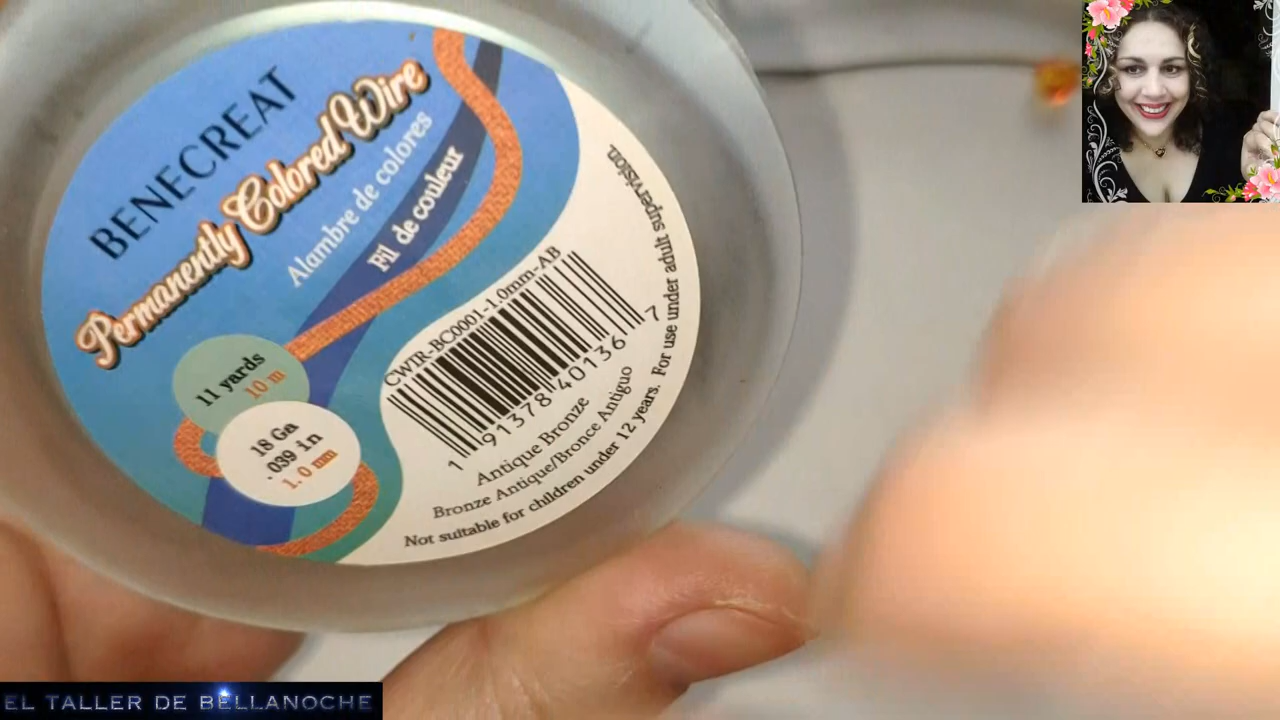 BENECREAT
Permanently Colored Wire
Alambre de colores
Fil de couleur
11 yards
10 m
18 Ga
.039 in
1.0 mm
CWIR-BC0001-1.0mm-AB
1 91378 40136 7
Antique Bronze
Bronze Antique/Bronce Antiguo
Not suitable for children under 12 years. For use under adult supervision.
EL TALLER DE BELLANOCHE